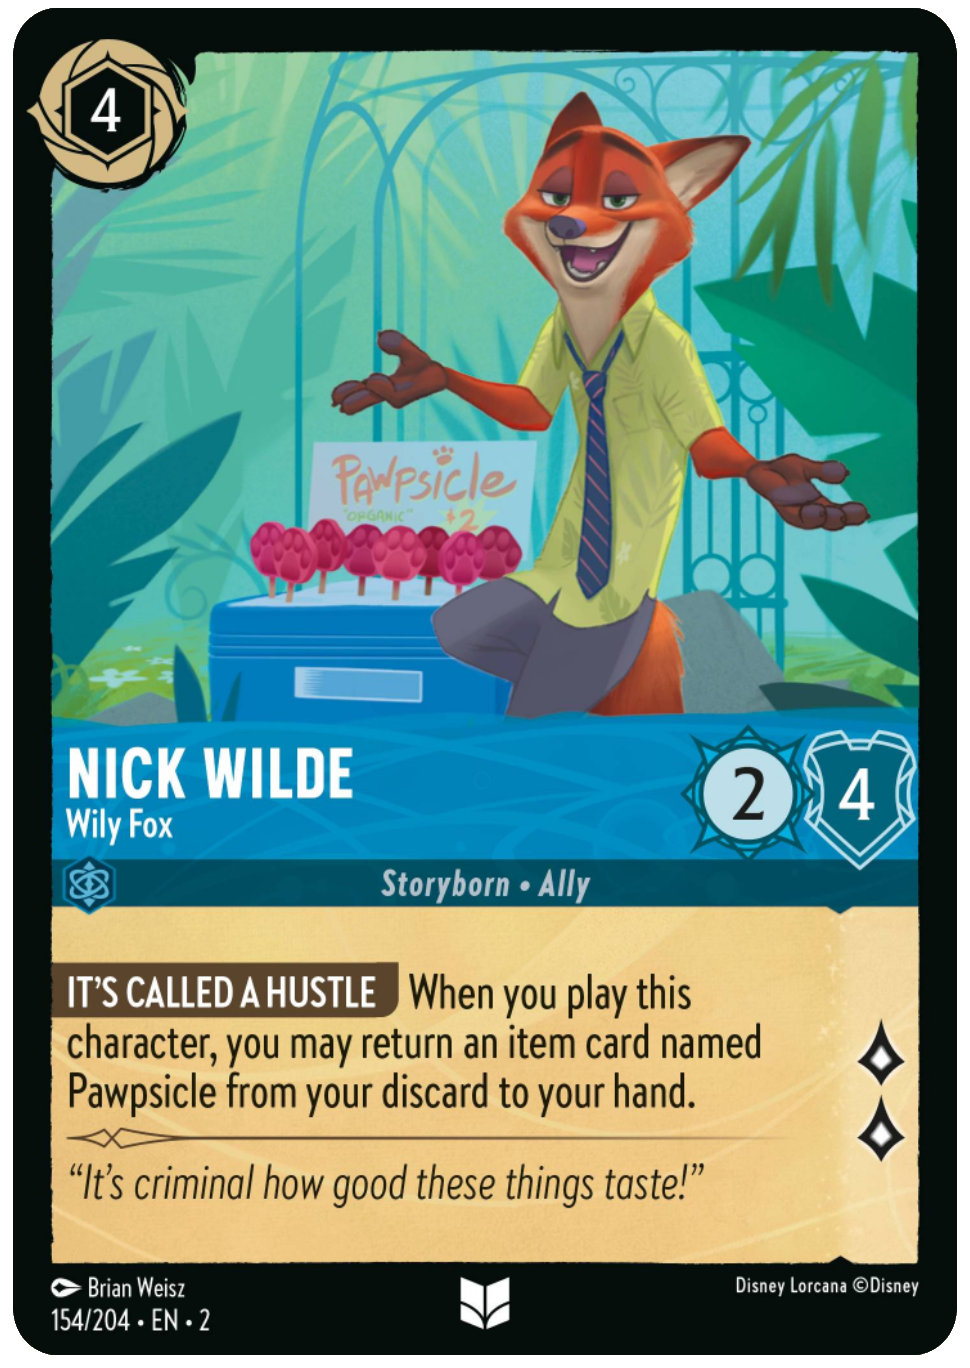 4
PAWPSiCLE
"ORGANIC" $2
NICK WILDE
Wily Fox
2 4
Storyborn • Ally
IT'S CALLED A HUSTLE When you play this
character, you may return an item card named
Pawpsicle from your discard to your hand.
“It's criminal how good these things taste!”
Brian Weisz
154/204 • EN • 2
Disney Lorcana ©Disney